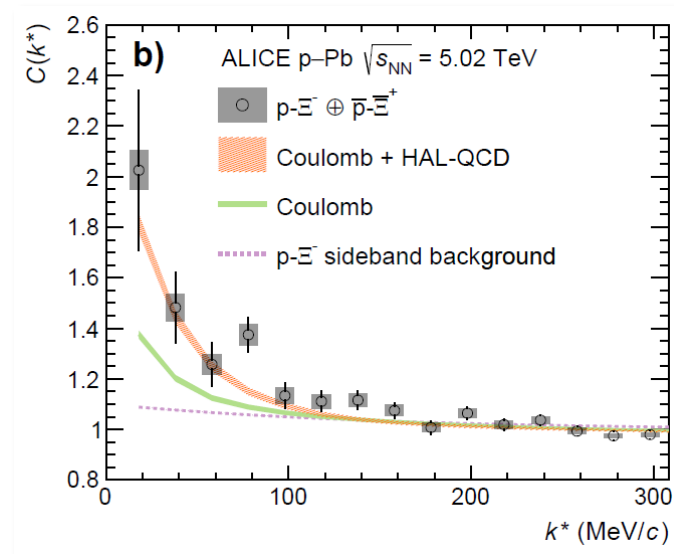 C(k*)
2.6
2.4
2.2
2
1.8
1.6
1.4
1.2
1
0.8
b) ALICE p–Pb √s_NN = 5.02 TeV
p-Ξ⁻ ⊕ p̅-Ξ̅⁺
Coulomb + HAL-QCD
Coulomb
p-Ξ⁻ sideband background
0 100 200 300
k* (MeV/c)